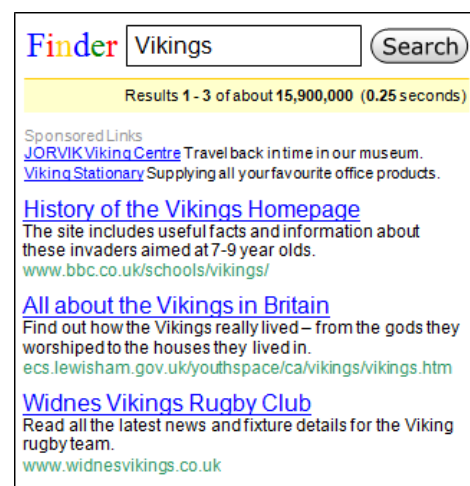 Finder Vikings Search
Results 1 - 3 of about 15,900,000 (0.25 seconds)
Sponsored Links
JORVIK Viking Centre Travel back in time in our museum.
Viking Stationary Supplying all your favourite office products.
History of the Vikings Homepage
The site includes useful facts and information about
these invaders aimed at 7-9 year olds.
www.bbc.co.uk/schools/vikings/
All about the Vikings in Britain
Find out how the Vikings really lived – from the gods they
worshiped to the houses they lived in.
ecs.lewisham.gov.uk/youthspace/ca/vikings/vikings.htm
Widnes Vikings Rugby Club
Read all the latest news and fixture details for the Viking
rugby team.
www.widnesvikings.co.uk